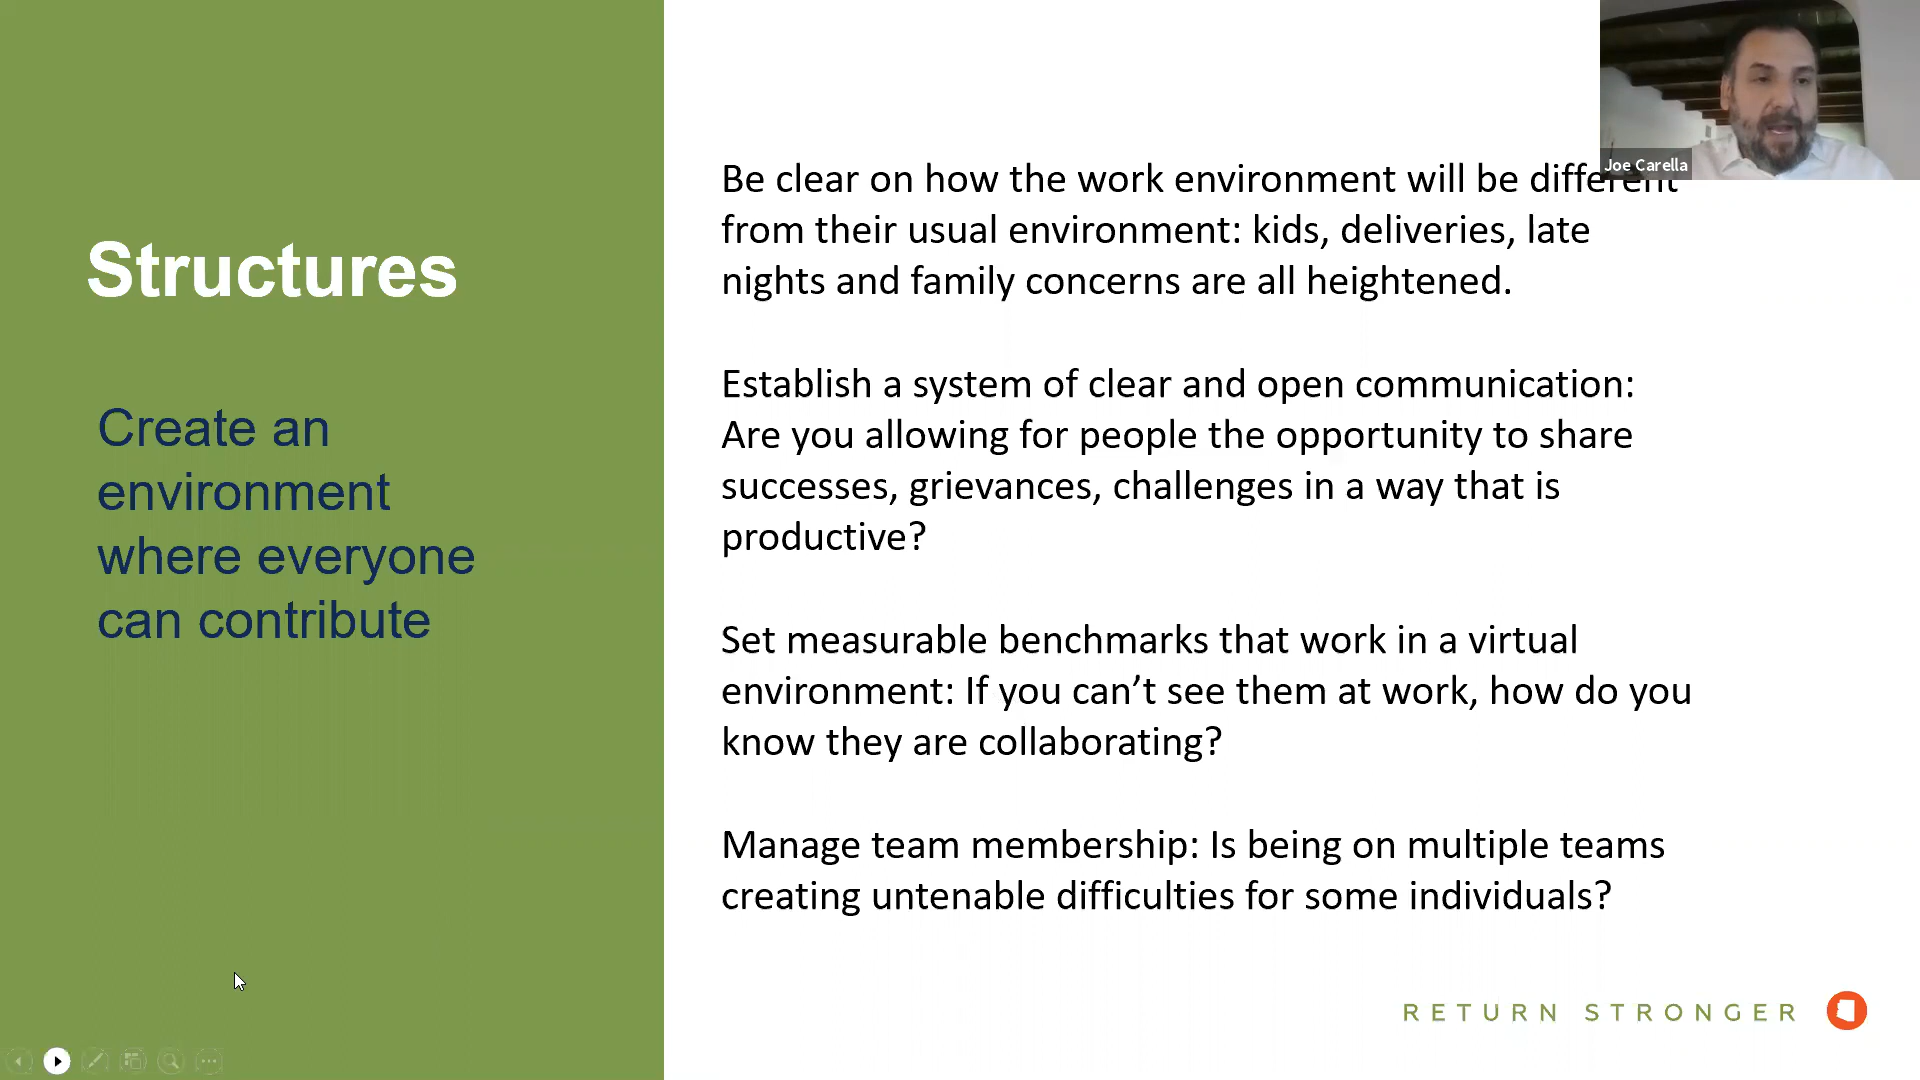 Structures
Create an
environment
where everyone
can contribute
Be clear on how the work environment will be different
from their usual environment: kids, deliveries, late
nights and family concerns are all heightened.
Establish a system of clear and open communication:
Are you allowing for people the opportunity to share
successes, grievances, challenges in a way that is
productive?
Set measurable benchmarks that work in a virtual
environment: If you can’t see them at work, how do you
know they are collaborating?
Manage team membership: Is being on multiple teams
creating untenable difficulties for some individuals?
Joe Carella
RETURN STRONGER